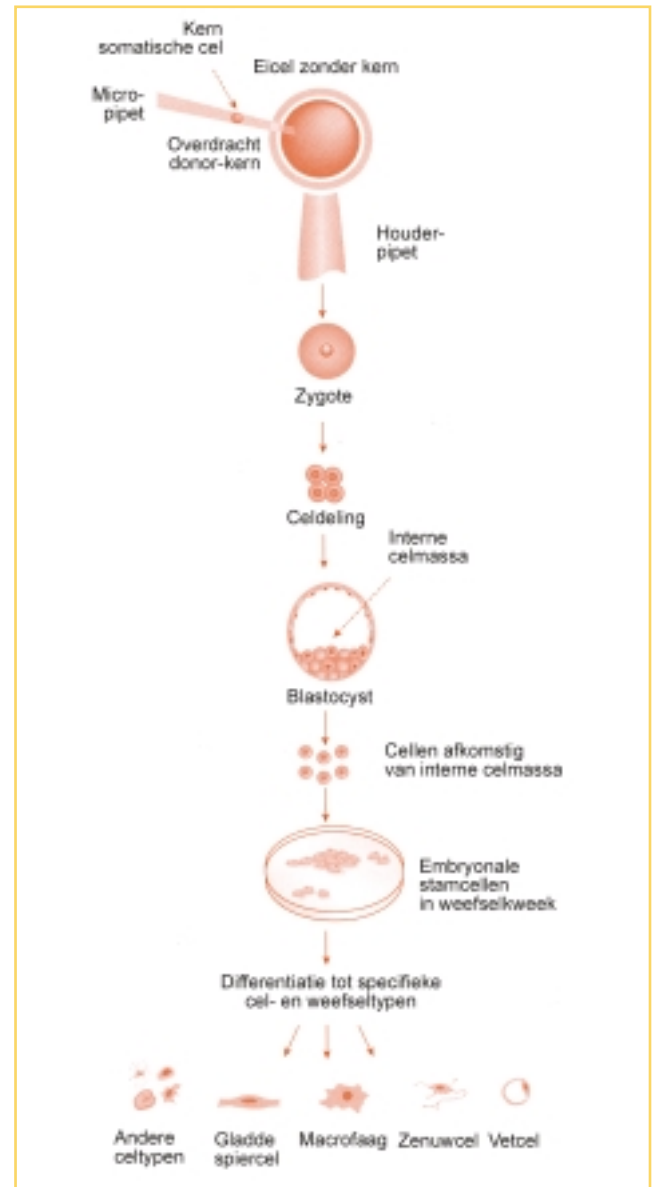 Kern
somatische cel
Eicel zonder kern
Micro-
pipet
Overdracht
donor-kern
Houder-
pipet
Zygote
Celdeling
Interne
celmassa
Blastocyst
Cellen afkomstig
van interne celmassa
Embryonale
stamcellen
in weefselkweek
Differentiatie tot specifieke
cel- en weefseltypen
Andere
celtypen
Gladde
spiercel
Macrofaag
Zenuwcel
Vetcel